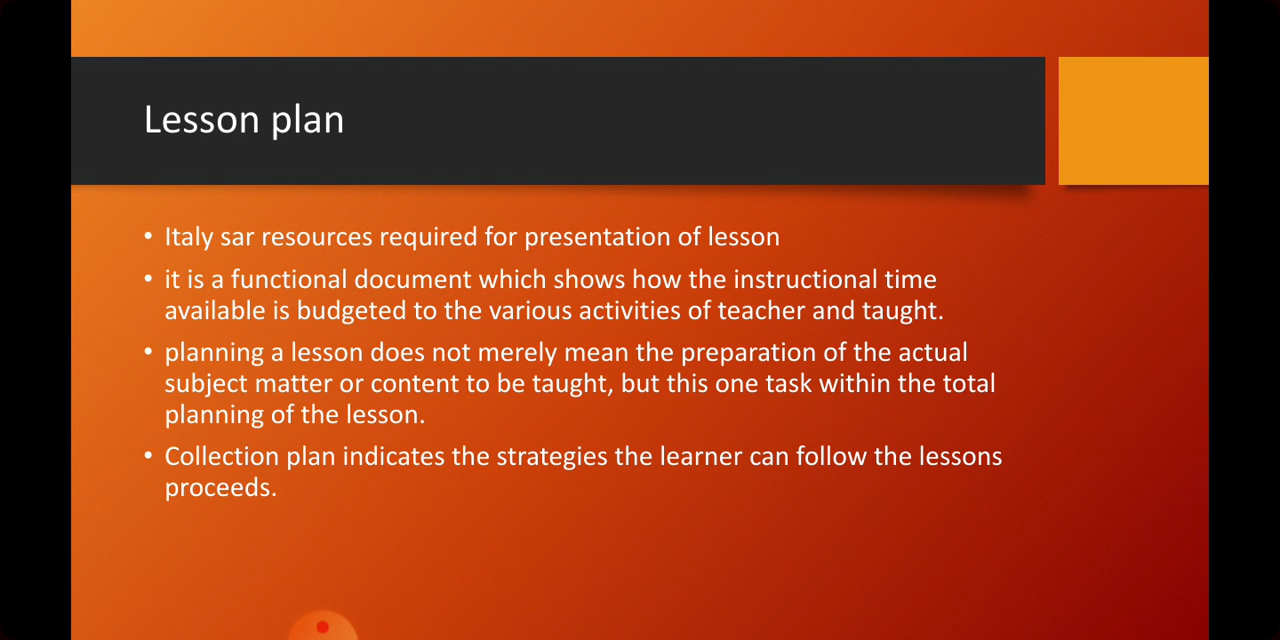 Lesson plan
• Italy sar resources required for presentation of lesson
• it is a functional document which shows how the instructional time
available is budgeted to the various activities of teacher and taught.
• planning a lesson does not merely mean the preparation of the actual
subject matter or content to be taught, but this one task within the total
planning of the lesson.
• Collection plan indicates the strategies the learner can follow the lessons
proceeds.